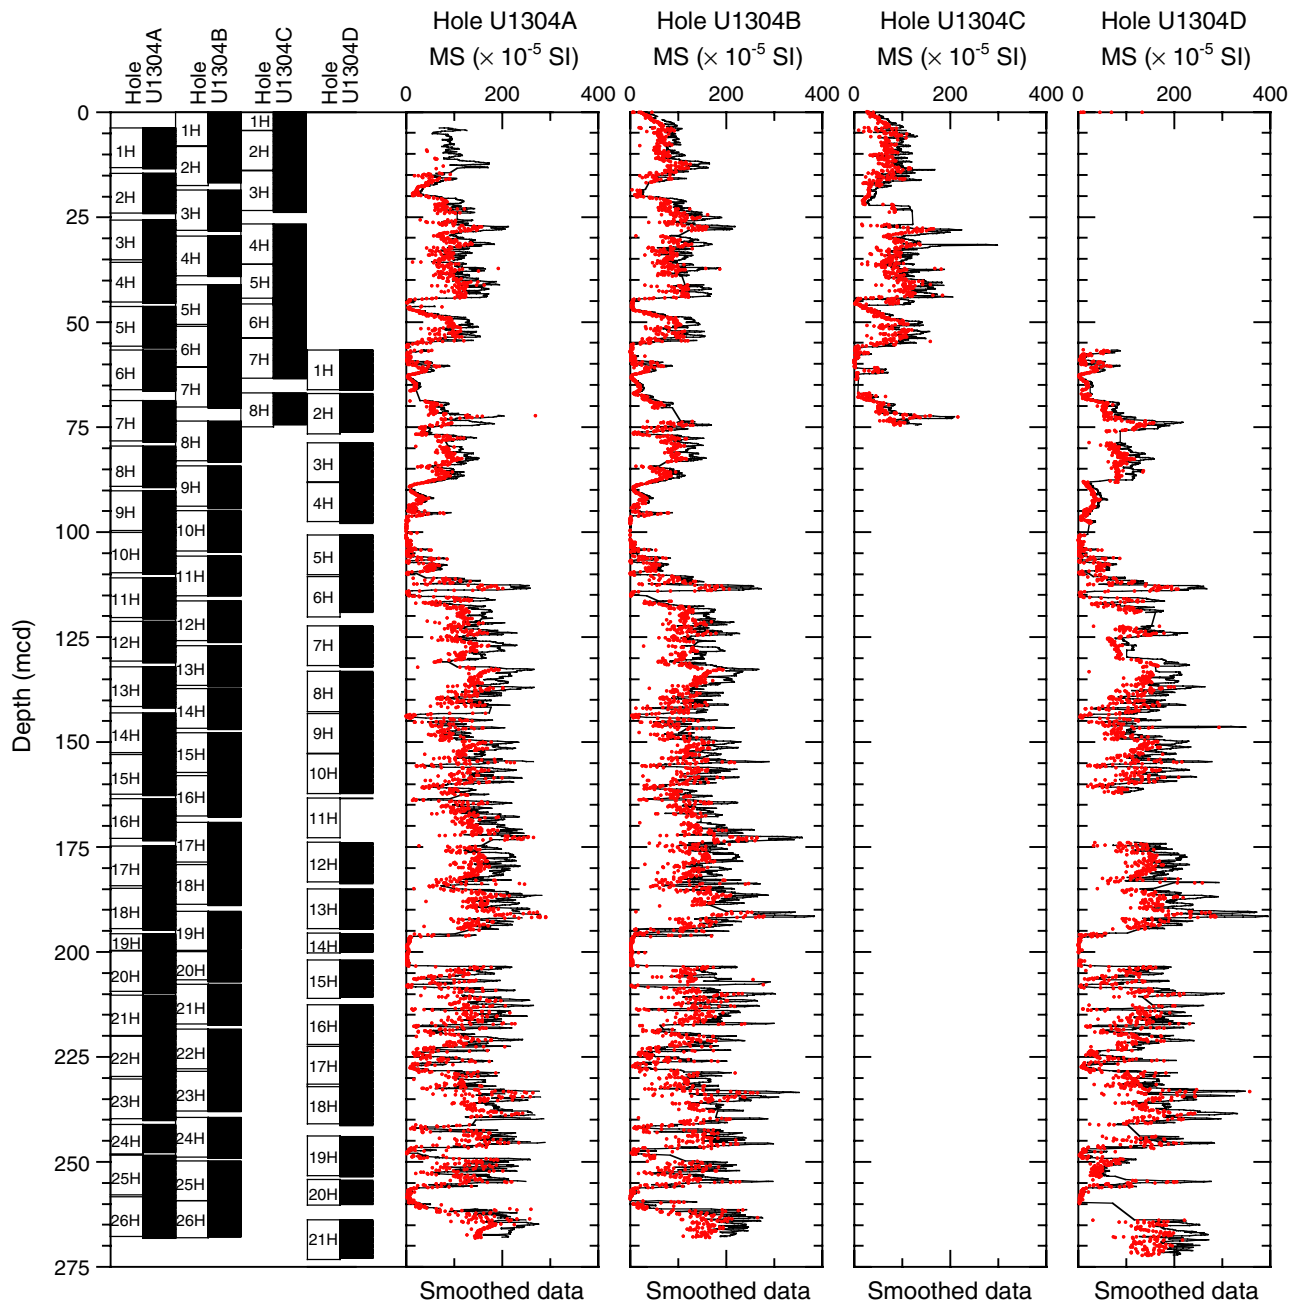 Hole U1304A
Hole U1304B
Hole U1304C
Hole U1304D
Hole U1304A
MS (× 10-5 SI)
Hole U1304B
MS (× 10-5 SI)
Hole U1304C
MS (× 10-5 SI)
Hole U1304D
MS (× 10-5 SI)
0 200 400
0 200 400
0 200 400
0 200 400
Depth (mcd)
0
25
50
75
100
125
150
175
200
225
250
275
1H
2H
3H
4H
5H
6H
7H
8H
9H
10H
11H
12H
13H
14H
15H
16H
17H
18H
19H
20H
21H
22H
23H
24H
25H
26H
1H
2H
3H
4H
5H
6H
7H
8H
9H
10H
11H
12H
13H
14H
15H
16H
17H
18H
19H
20H
21H
22H
23H
24H
25H
26H
1H
2H
3H
4H
5H
6H
7H
8H
1H
2H
3H
4H
5H
6H
7H
8H
9H
10H
11H
12H
13H
14H
15H
16H
17H
18H
19H
20H
21H
Smoothed data
Smoothed data
Smoothed data
Smoothed data